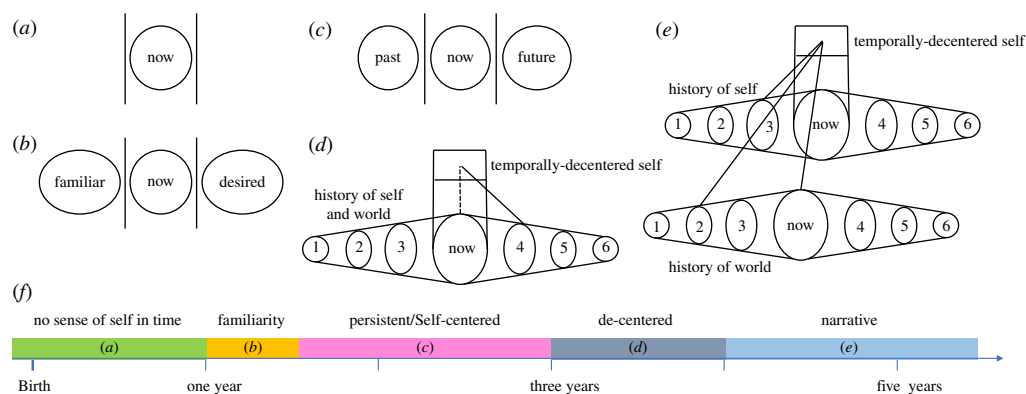 (a)
now
(b)
familiar now desired
(c)
past now future
(d)
temporally-decentered self
history of self
and world
1 2 3 now 4 5 6
(e)
temporally-decentered self
history of self
1 2 3 now 4 5 6
1 2 3 now 4 5 6
history of world
(f)
no sense of self in time familiarity persistent/Self-centered de-centered narrative
(a) (b) (c) (d) (e)
Birth one year three years five years